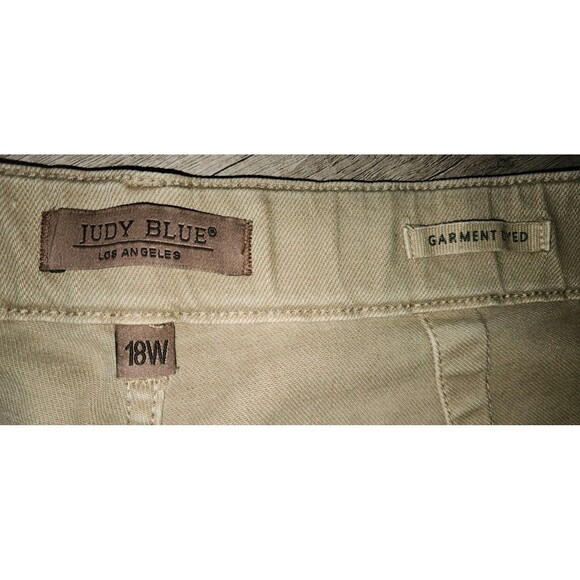 JUDY BLUE®
LOS ANGELES
GARMENT DYED
18W